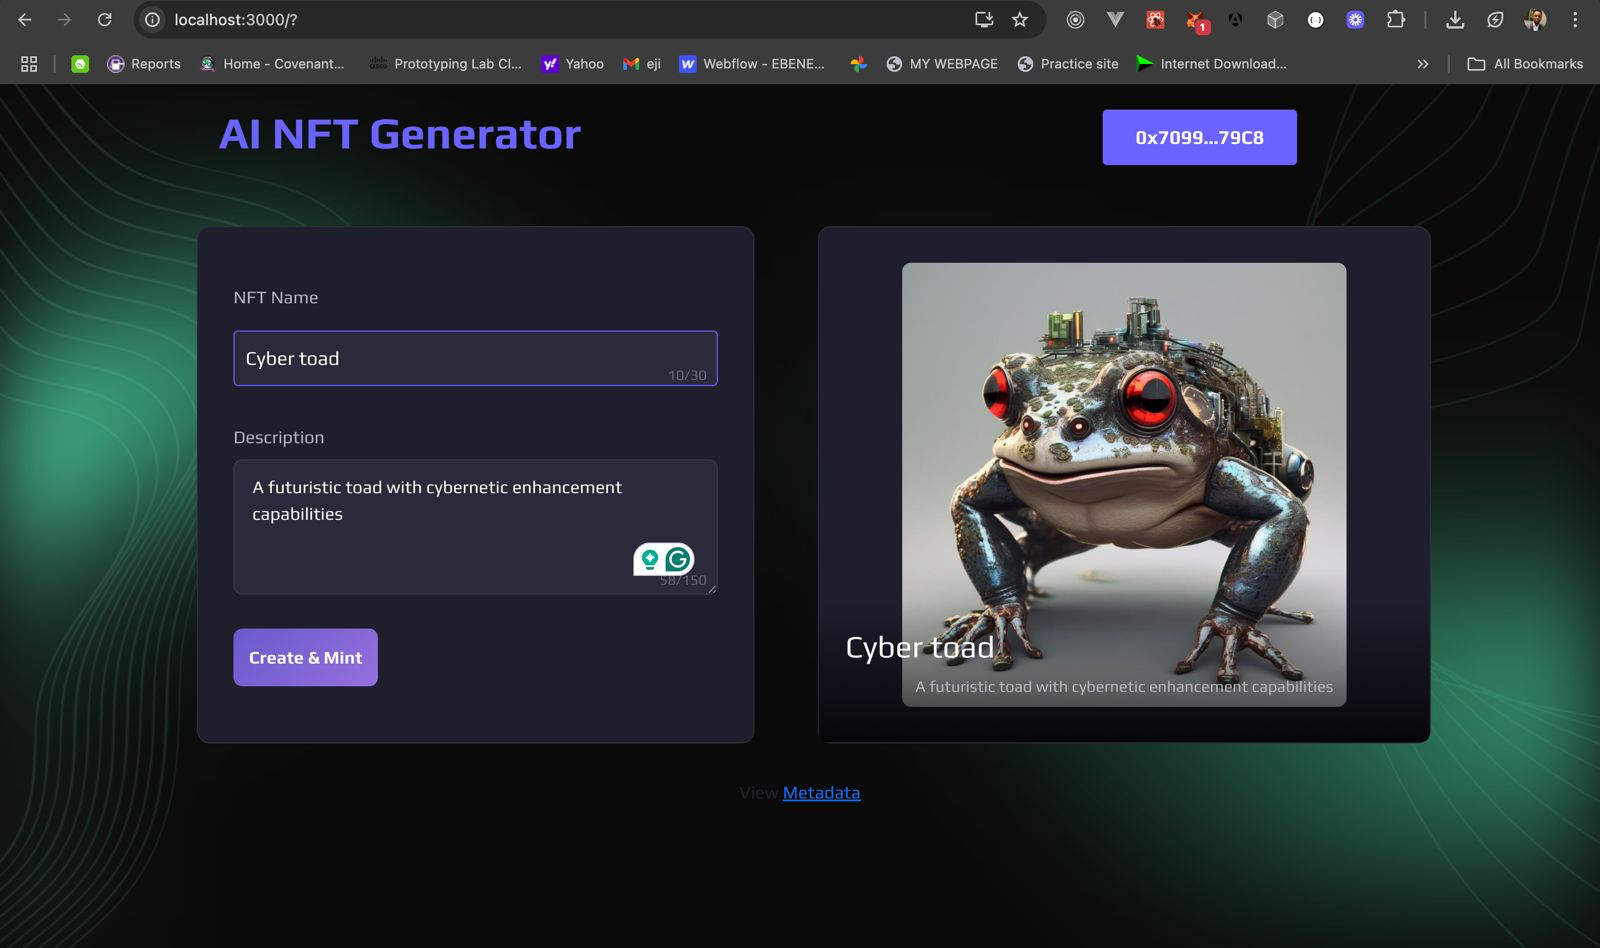 localhost:3000/?
1
Reports
Home - Covenant...
cisco
Prototyping Lab Cl...
Yahoo
eji
W
Webflow - EBENE...
MY WEBPAGE
Practice site
Internet Download...
All Bookmarks
AI NFT Generator
0x7099...79C8
NFT Name
Cyber toad
10/30
Description
A futuristic toad with cybernetic enhancement
capabilities
58/150
Create & Mint
Cyber toad
A futuristic toad with cybernetic enhancement capabilities
View Metadata